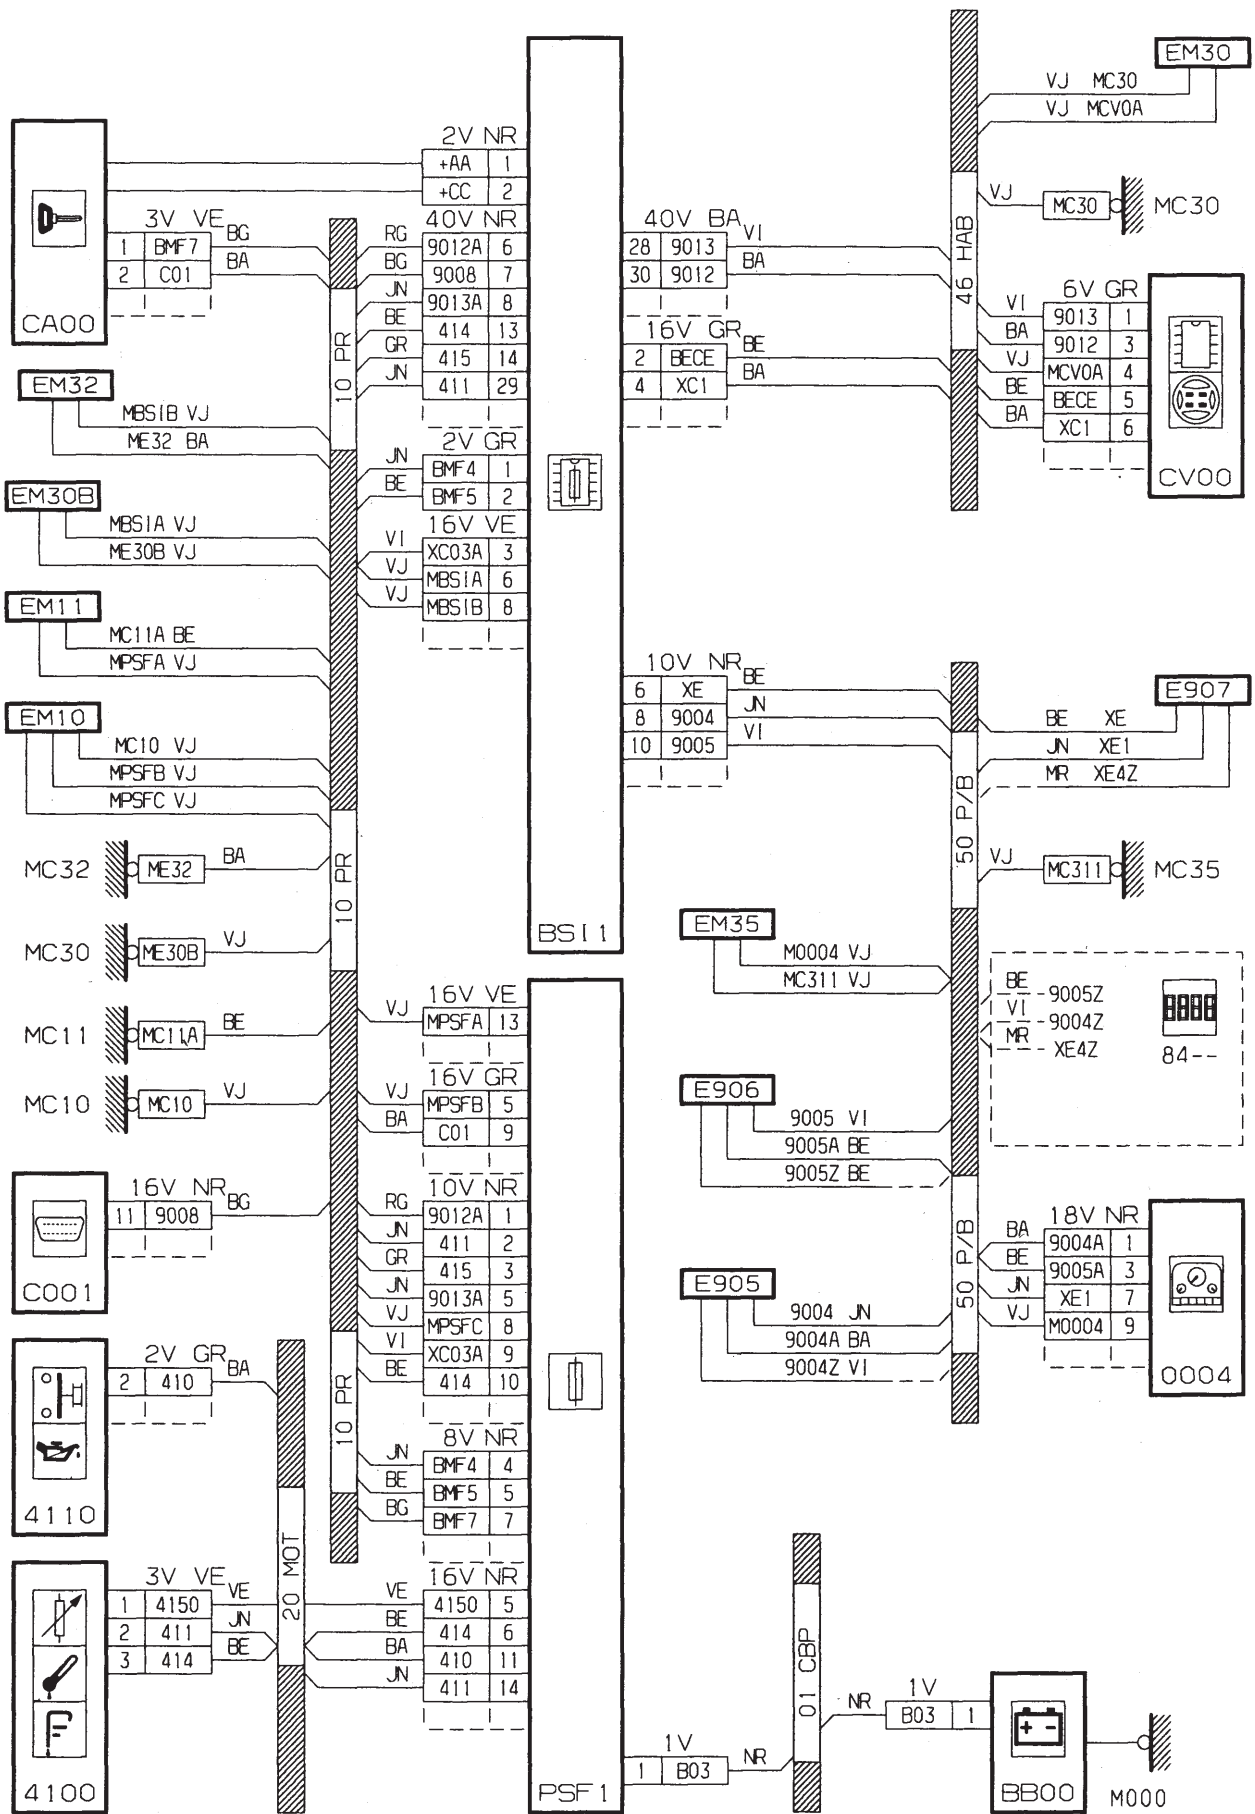 CA00
3V VE
1 BMF7 BG
2 C01 BA
EM32
MBSIB VJ
ME32 BA
EM30B
MBSIA VJ
ME30B VJ
EM11
MC11A BE
MPSFA VJ
EM10
MC10 VJ
MPSFB VJ
MPSFC VJ
MC32 ME32 BA
MC30 ME30B VJ
MC11 MC11A BE
MC10 MC10 VJ
C001
16V NR
11 9008 BG
4110
2V GR
2 410 BA
4100
3V VE
1 4150 VE
2 411 JN
3 414 BE
20 MOT
10 PR
10 PR
10 PR
2V NR
+AA 1
+CC 2
40V NR
RG 9012A 6
BG 9008 7
JN 9013A 8
BE 414 13
GR 415 14
JN 411 29
2V GR
JN BMF4 1
BE BMF5 2
16V VE
VI XC03A 3
VJ MBSIA 6
VJ MBSIB 8
BSI1
40V BA
28 9013 VI
30 9012 BA
16V GR
2 BECE BE
4 XC1 BA
10V NR
6 XE BE
8 9004 JN
10 9005 VI
16V VE
VJ MPSFA 13
16V GR
VJ MPSFB 5
BA C01 9
10V NR
RG 9012A 1
JN 411 2
GR 415 3
JN 9013A 5
VJ MPSFC 8
VI XC03A 9
BE 414 10
8V NR
JN BMF4 4
BE BMF5 5
BG BMF7 7
16V NR
VE 4150 5
BE 414 6
BA 410 11
JN 411 14
PSF1
1V
1 B03 NR
01 CBP
1V
NR B03 1
BB00
M000
EM30
VJ MC30
VJ MCV0A
46 HAB
VJ MC30 MC30
6V GR
VI 9013 1
BA 9012 3
VJ MCV0A 4
BE BECE 5
BA XC1 6
CV00
E907
BE XE
JN XE1
MR XE4Z
50 P/B
VJ MC311 MC35
EM35
M0004 VJ
MC311 VJ
BE 9005Z
VI 9004Z
MR XE4Z
8888
84--
E906
9005 VI
9005A BE
9005Z BE
50 P/B
E905
9004 JN
9004A BA
9004Z VI
18V NR
BA 9004A 1
BE 9005A 3
JN XE1 7
VJ M0004 9
0004